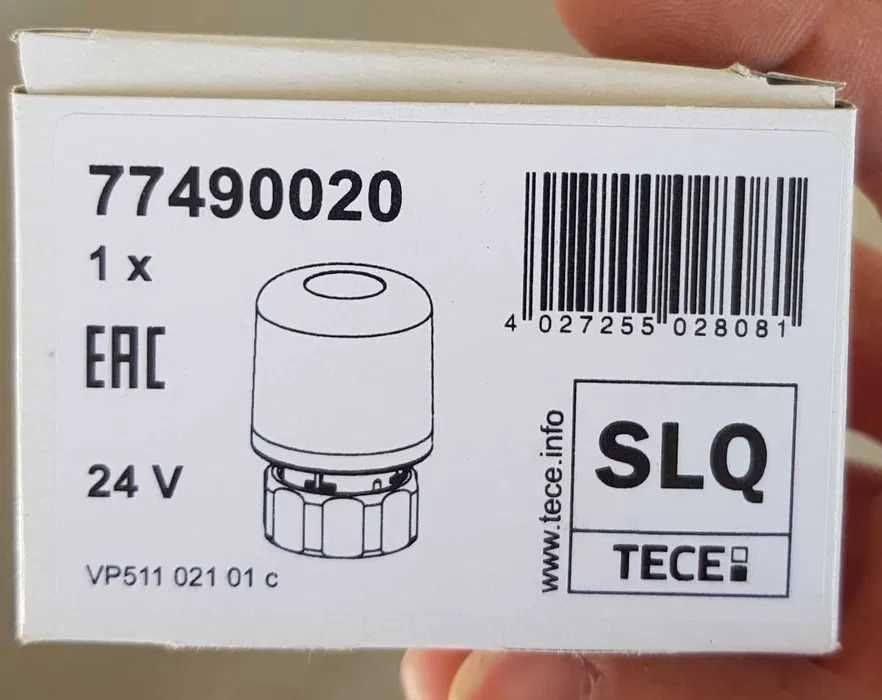 77490020
1 x
EAC
24 V
VP511 021 01 c
4 027255 028081
www.tece.info
SLQ
TECE